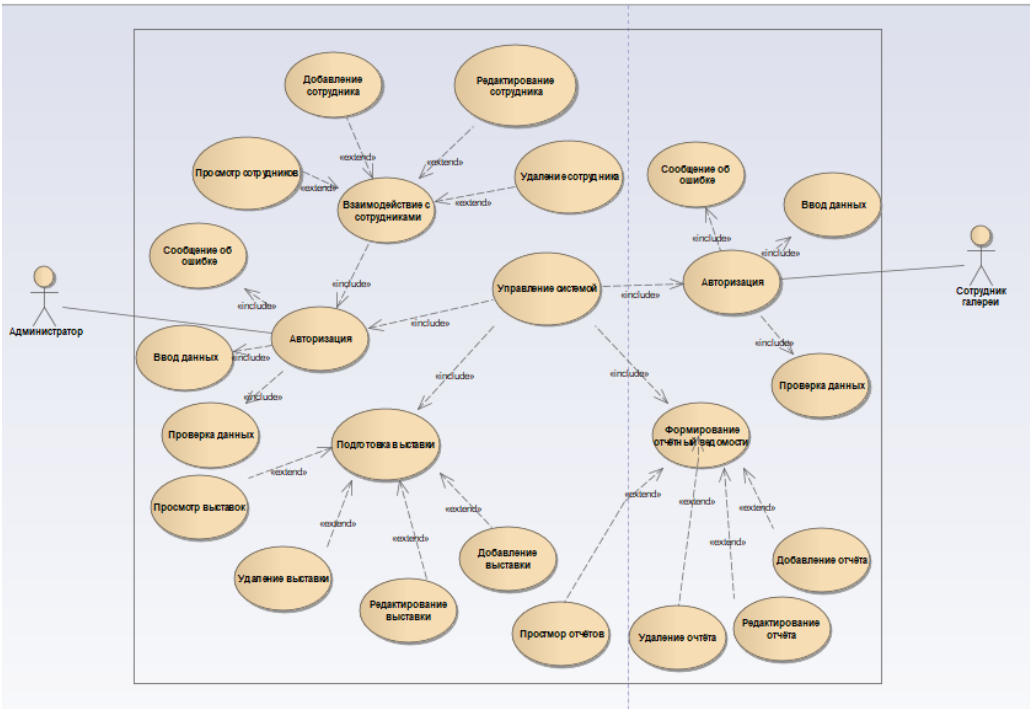 Добавление
сотрудника
Редактирование
сотрудника
«extend»
«extend»
Просмотр сотрудников
«extend»
Удаление сотрудника
«extend»
Взаимодействие с
сотрудниками
Сообщение об
ошибке
Ввод данных
«include»
«include»
Сообщение об
ошибке
«include»
«include»
Управление системой
«include»
Авторизация
Сотрудник
галереи
Администратор
Авторизация
«include»
Ввод данных
«include»
«include»
Проверка данных
«include»
«include»
«include»
Проверка данных
Подготовка выставки
Формирование
отчётный ведомости
«extend»
Просмотр выставок
«extend»
«extend»
«extend»
«extend»
«extend»
«extend»
«extend»
Удаление выставки
Добавление
выставки
Добавление отчёта
Редактирование
выставки
Простмор отчётов
Удаление очтёта
Редактирование
отчёта